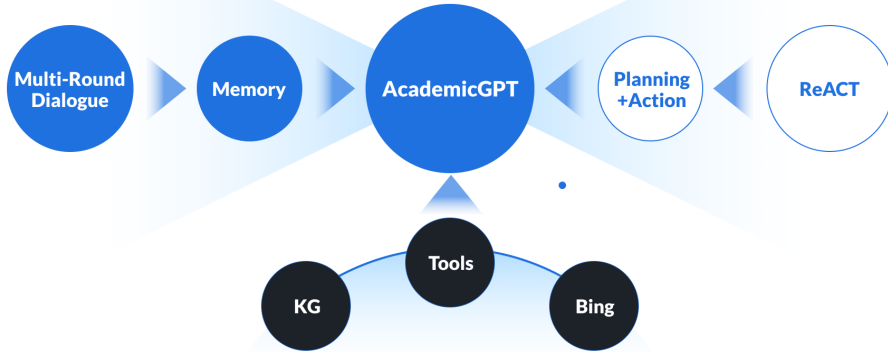 Multi-Round
Dialogue
Memory
AcademicGPT
Planning
+Action
ReACT
Tools
KG
Bing